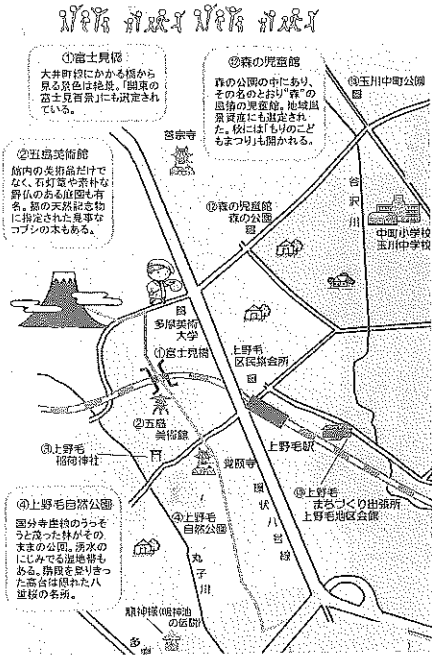 ①富士見橋
大井町線にかかる橋から
見る景色は絶景。「関東の
富士見百景」にも選定され
ている。
⑫森の児童館
森の公園の中にあり、
その名のとおり“森”の
風情の児童館。地域風
景資産にも選定され
た。秋には「もりのこど
もまつり」も開かれる。
玉川中町公園
②五島美術館
館内の美術品だけで
なく、石灯篭や素朴な
野仏のある庭園も有
名。都の天然記念物
に指定された見事な
コブシの木もある。
善宗寺
谷沢川
⑫森の児童館
森の公園
中町小学校
玉川中学校
多摩美術
大学
①富士見橋
上野毛
区民集会所
②五島
美術館
③上野毛
稲荷神社
覚願寺
上野毛駅
⑬上野毛
まちづくり出張所
上野毛地区会館
④上野毛
自然公園
環状八号線
④上野毛自然公園
国分寺崖線のうっそ
うと茂った林がその
ままの公園。湧水の
にじみでる湿地帯も
ある。階段を登りきっ
た高台は隠れた八
重桜の名所。
丸子川
龍神様(明神池
の伝説)
多